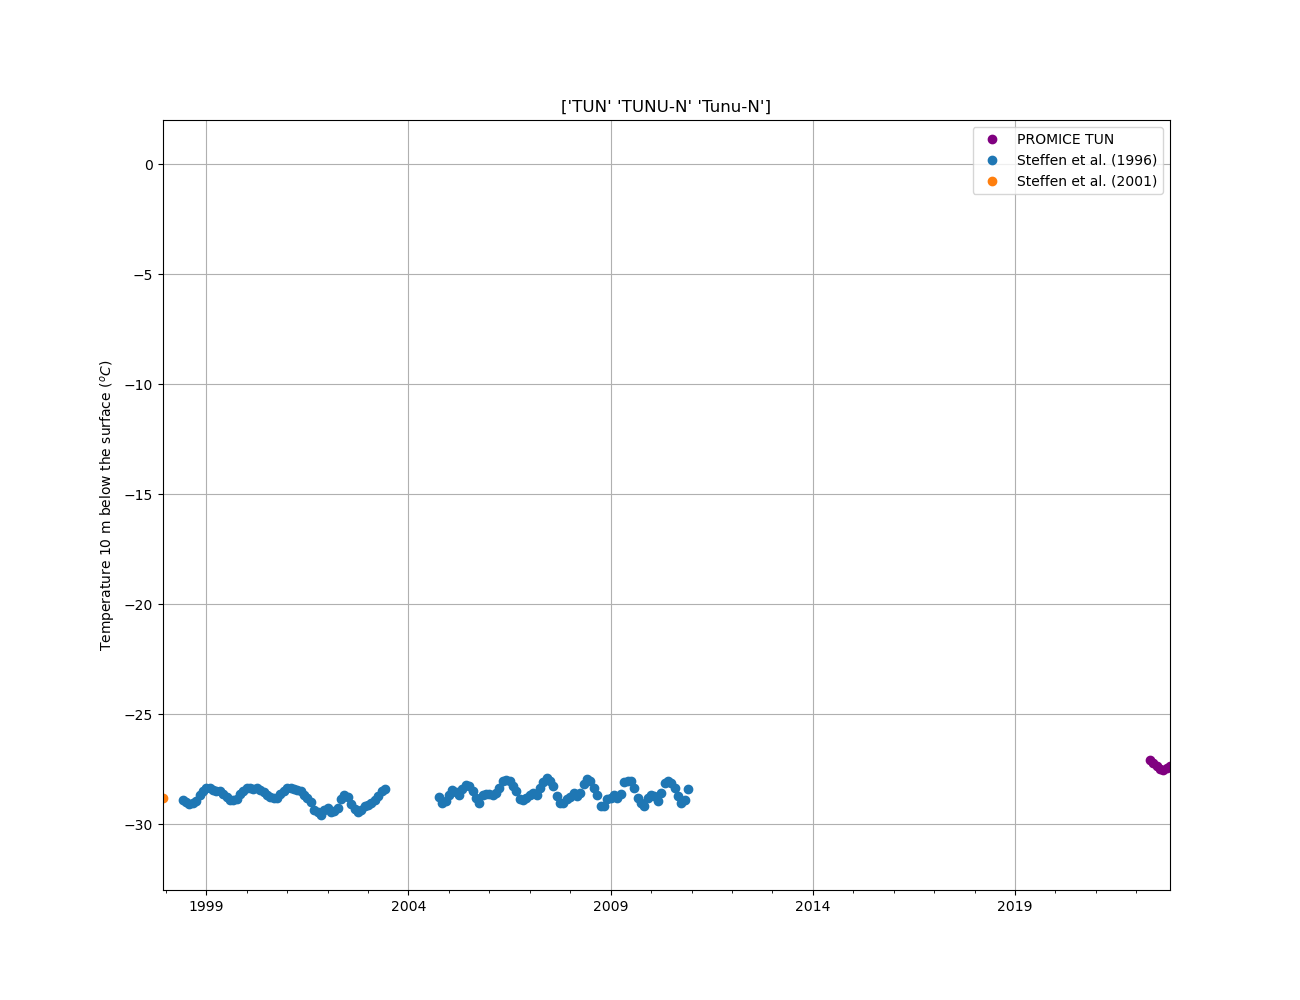 ['TUN' 'TUNU-N' 'Tunu-N']
PROMICE TUN
Steffen et al. (1996)
Steffen et al. (2001)
Temperature 10 m below the surface (°C)
0
−5
−10
−15
−20
−25
−30
1999 2004 2009 2014 2019